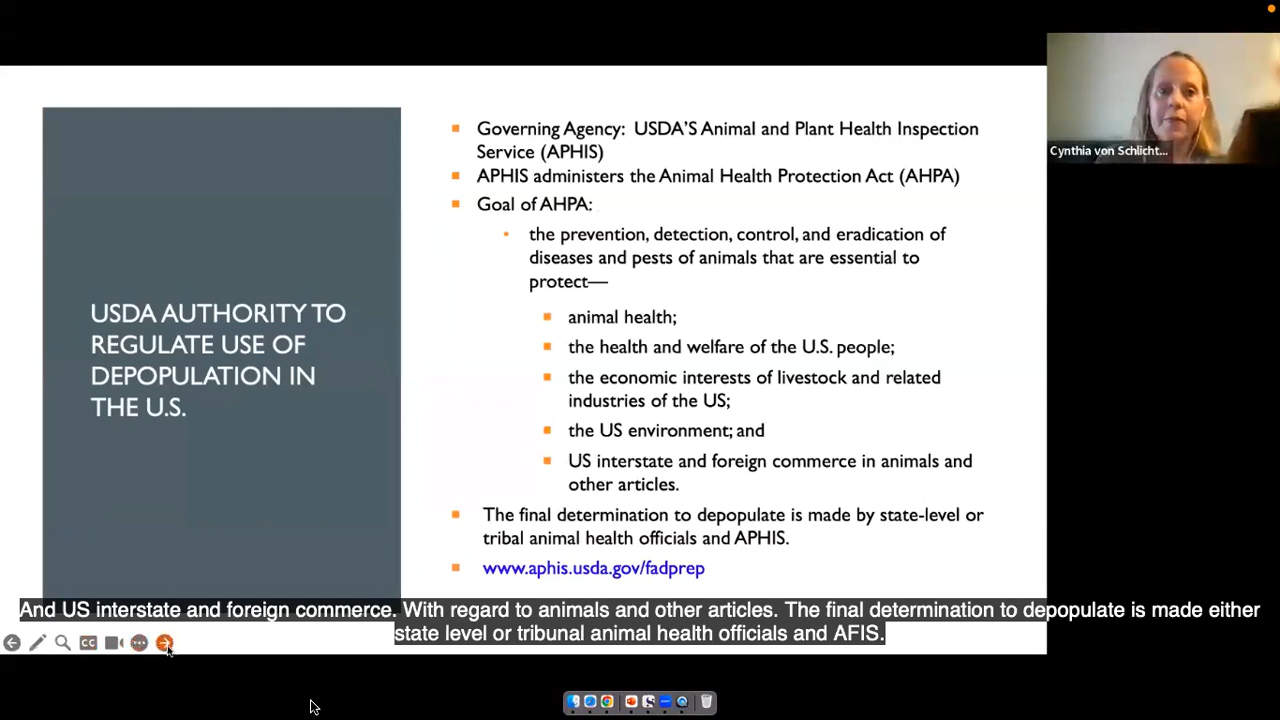 USDA AUTHORITY TO
REGULATE USE OF
DEPOPULATION IN
THE U.S.
Governing Agency: USDA'S Animal and Plant Health Inspection
Service (APHIS)
APHIS administers the Animal Health Protection Act (AHPA)
Goal of AHPA:
the prevention, detection, control, and eradication of
diseases and pests of animals that are essential to
protect—
animal health;
the health and welfare of the U.S. people;
the economic interests of livestock and related
industries of the US;
the US environment; and
US interstate and foreign commerce in animals and
other articles.
The final determination to depopulate is made by state-level or
tribal animal health officials and APHIS.
www.aphis.usda.gov/fadprep
Cynthia von Schlicht...
And US interstate and foreign commerce. With regard to animals and other articles. The final determination to depopulate is made either
state level or tribunal animal health officials and AFIS.
CC